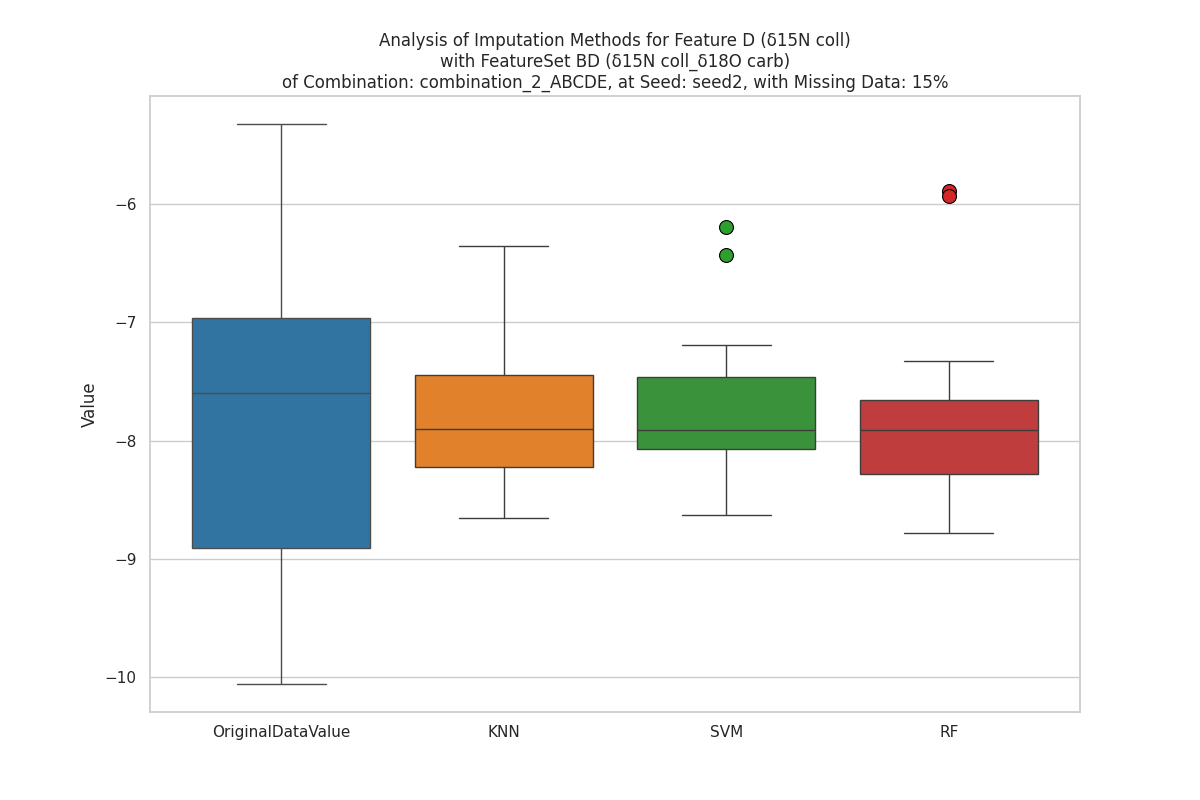 Analysis of Imputation Methods for Feature D (δ15N coll)
with FeatureSet BD (δ15N coll_δ18O carb)
of Combination: combination_2_ABCDE, at Seed: seed2, with Missing Data: 15%
Value
−6
−7
−8
−9
−10
OriginalDataValue
KNN
SVM
RF